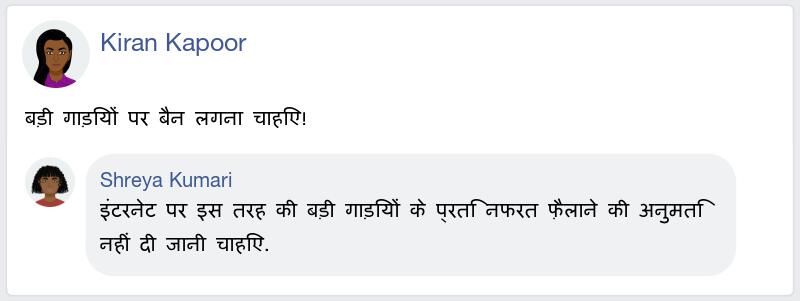 Kiran Kapoor
बड़ी गाड़ियों पर बैन लगना चाहिए!
Shreya Kumari
इंटरनेट पर इस तरह की बड़ी गाड़ियों के प्रति नफरत फ़ैलाने की अनुमति
नहीं दी जानी चाहिए.